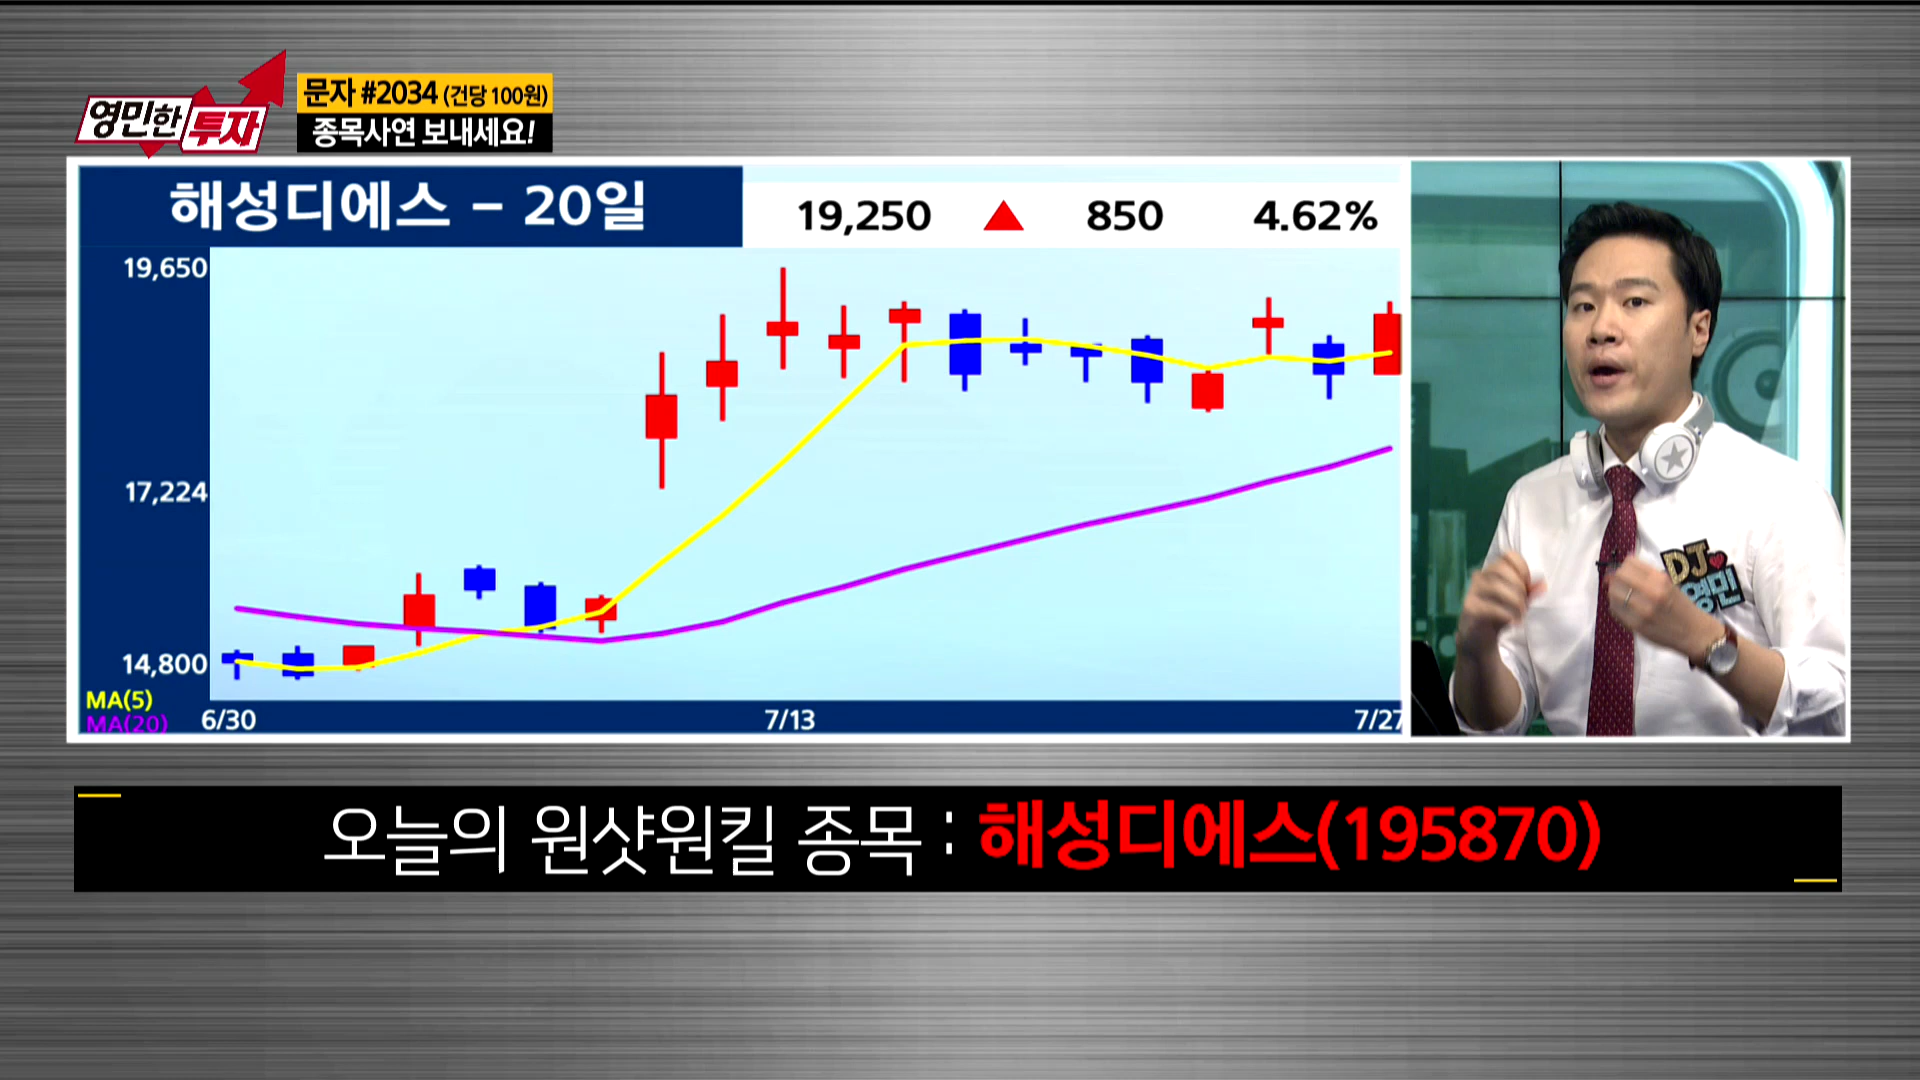 영민한 투자
문자 #2034 (건당 100원)
종목사연 보내세요!
해성디에스 - 20일
19,250 ▲ 850 4.62%
19,650
17,224
14,800
MA(5)
MA(20)
6/30 7/13 7/27
DJ
영민
오늘의 원샷원킬 종목 : 해성디에스(195870)